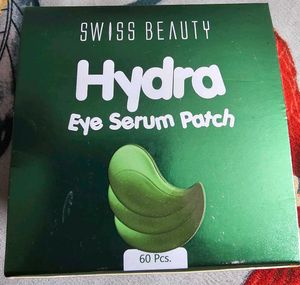 SWISS BEAUTY
Hydra
Eye Serum Patch
60 Pcs.